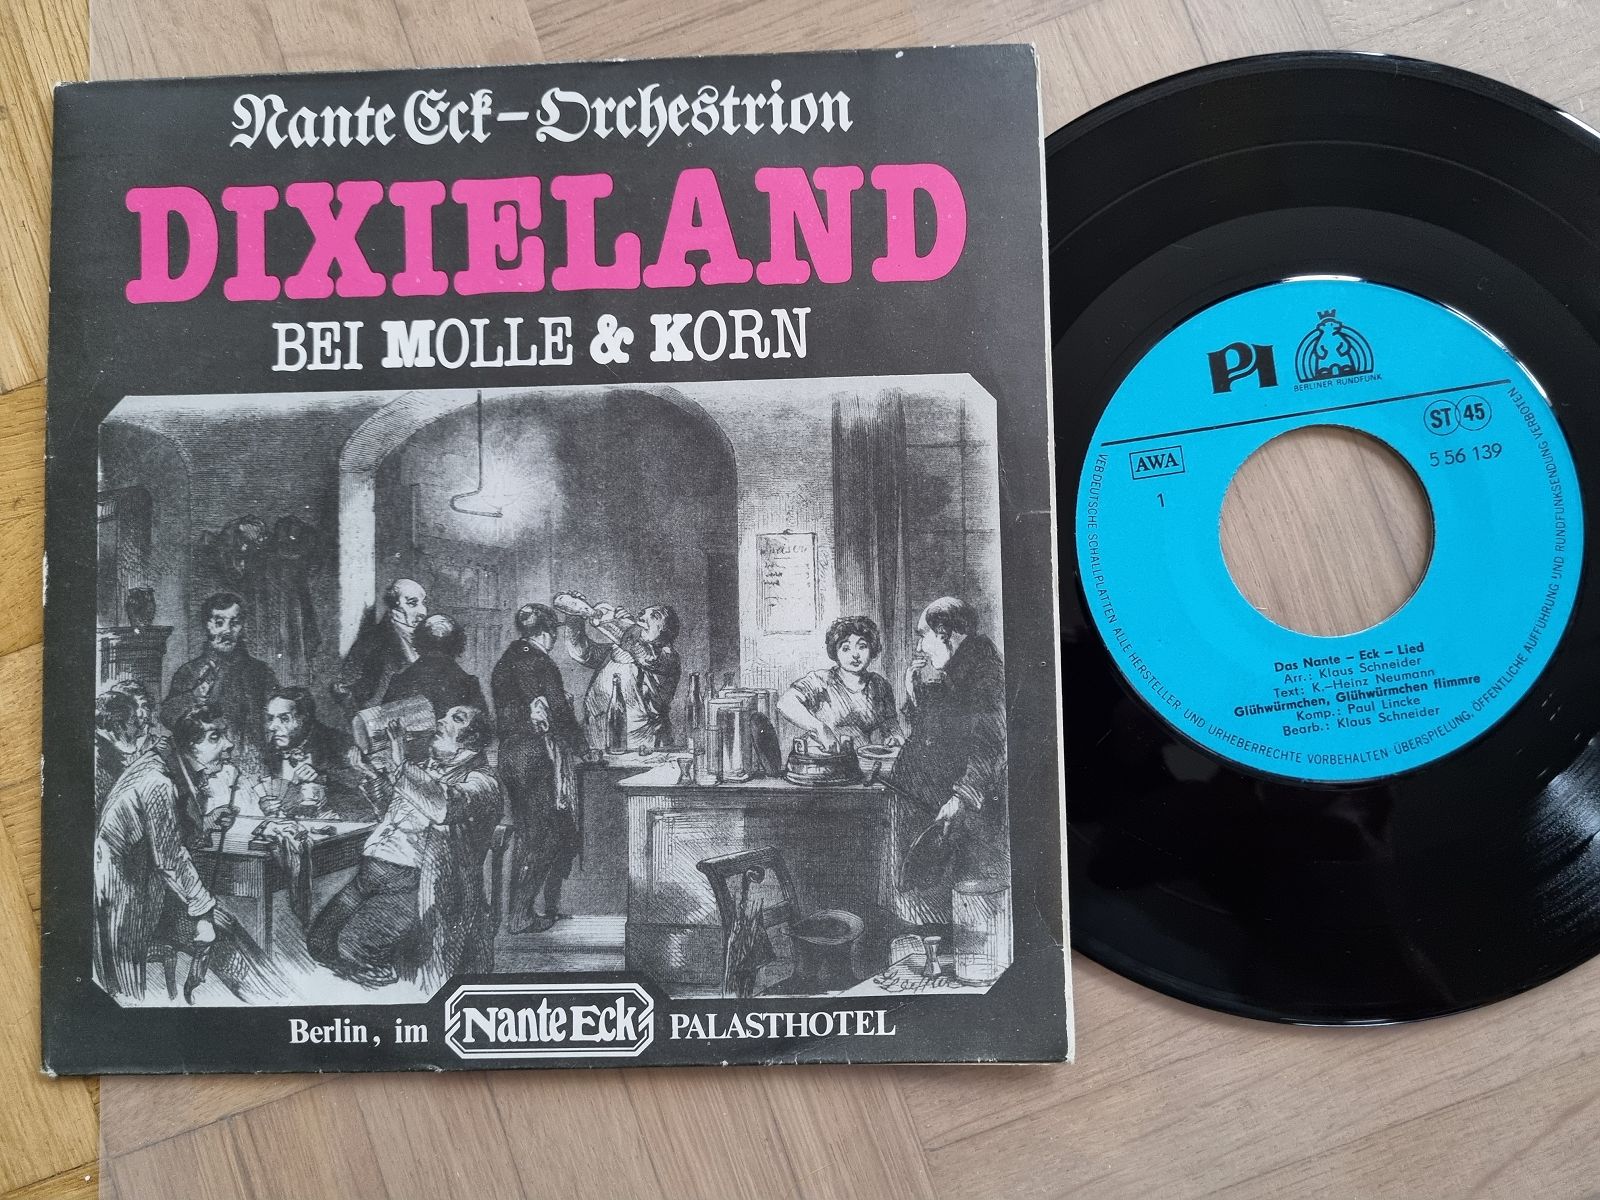 Nante Eck-Orchestrion
DIXIELAND
BEI MOLLE & KORN
Speisen
Berlin, im Nante Eck PALASTHOTEL
PM
BERLINER RUNDFUNK
AWA
ST 45
5 56 139
1
Das Nante – Eck – Lied
Arr.: Klaus Schneider
Text: K.-Heinz Neumann
Glühwürmchen, Glühwürmchen flimmre
Komp.: Paul Lincke
Bearb.: Klaus Schneider
VEB DEUTSCHE SCHALLPLATTEN ALLE HERSTELLER- UND URHEBERRECHTE VORBEHALTEN · ÜBERSPIELUNG, ÖFFENTLICHE AUFFÜHRUNG UND RUNDFUNKSENDUNG VERBOTEN